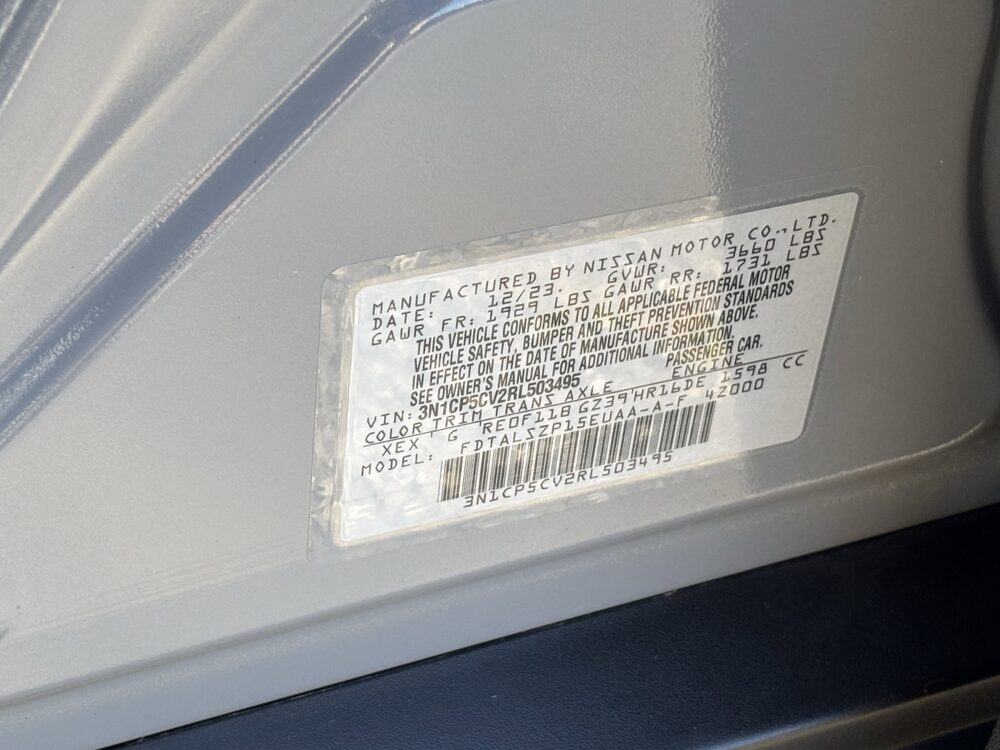 MANUFACTURED BY NISSAN MOTOR CO., LTD.
DATE: 12/23. GVWR: 3660 LBS
GAWR FR: 1929 LBS GAWR RR: 1731 LBS
THIS VEHICLE CONFORMS TO ALL APPLICABLE FEDERAL MOTOR
VEHICLE SAFETY, BUMPER AND THEFT PREVENTION STANDARDS
IN EFFECT ON THE DATE OF MANUFACTURE SHOWN ABOVE.
SEE OWNER'S MANUAL FOR ADDITIONAL INFORMATION.
VIN: 3N1CP5CV2RL503495 PASSENGER CAR.
COLOR TRIM TRANS AXLE ENGINE
XEX G RE0F11B GZ39 HR16DE 1598 CC
MODEL: FDTALSZP15EUAA-A-F 42000
3N1CP5CV2RL503495